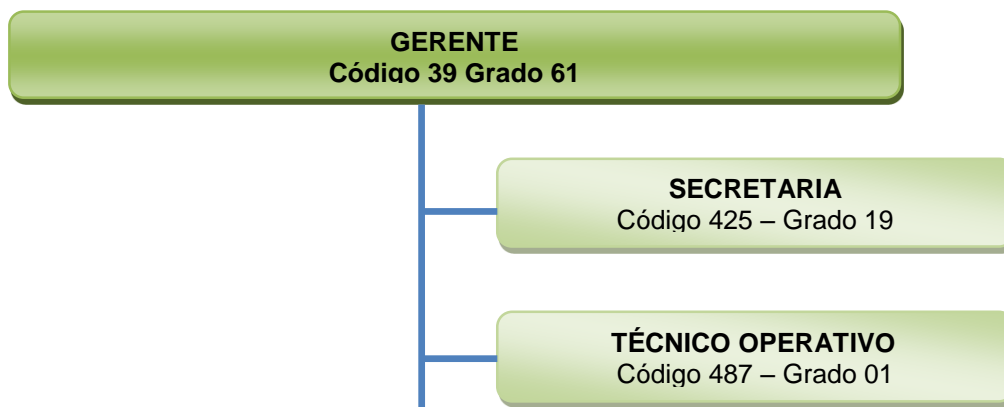 GERENTE
Código 39 Grado 61
SECRETARIA
Código 425 – Grado 19
TÉCNICO OPERATIVO
Código 487 – Grado 01